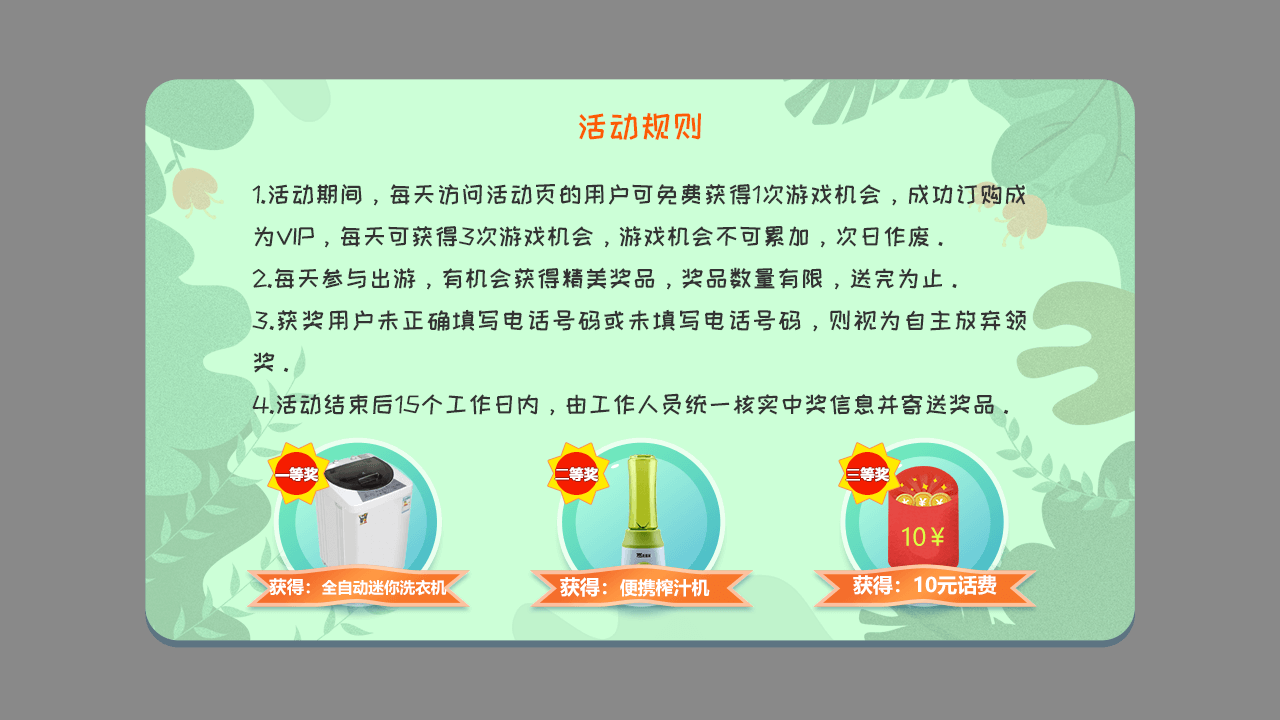 活动规则
1.活动期间，每天访问活动页的用户可免费获得1次游戏机会，成功订购成
为VIP，每天可获得3次游戏机会，游戏机会不可累加，次日作废．
2.每天参与出游，有机会获得精美奖品，奖品数量有限，送完为止．
3.获奖用户未正确填写电话号码或未填写电话号码，则视为自主放弃领
奖．
4.活动结束后15个工作日内，由工作人员统一核实中奖信息并寄送奖品．
一等奖
二等奖
三等奖
10￥
获得：全自动迷你洗衣机
获得：便携榨汁机
获得：10元话费